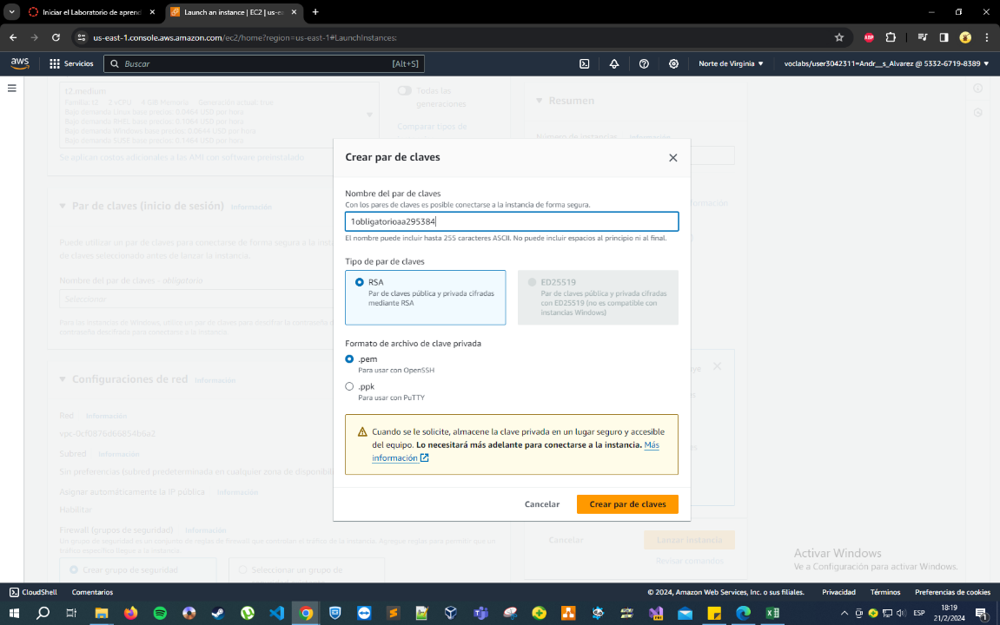 Iniciar el Laboratorio de aprend
Launch an instance | EC2 | us-e
us-east-1.console.aws.amazon.com/ec2/home?region=us-east-1#LaunchInstances:
aws
Servicios
Buscar
[Alt+S]
Norte de Virginia
voclabs/user3042311=Andr__s_Alvarez @ 5332-6719-8389
t2.medium
Familia: t2 2 vCPU 4 GiB Memoria Generación actual: true
Bajo demanda Linux base precios: 0.0464 USD por hora
Bajo demanda RHEL base precios: 0.1064 USD por hora
Bajo demanda Windows base precios: 0.0644 USD por hora
Bajo demanda SUSE base precios: 0.1464 USD por hora
Todas las
generaciones
Comparar tipos de
Se aplican costos adicionales a las AMI con software preinstalado
Resumen
Número de instancias Información
Par de claves (inicio de sesión) Información
Puede utilizar un par de claves para conectarse de forma segura a la
de claves seleccionado antes de lanzar la instancia.
Nombre del par de claves - obligatorio
Seleccionar
Configuraciones de red Información
Red Información
Subred Información
Asignar automáticamente la IP pública Información
Habilitar
Firewall (grupos de seguridad) Información
Crear grupo de seguridad
Seleccionar un grupo de
Crear par de claves
Nombre del par de claves
Con los pares de claves es posible conectarse a la instancia de forma segura.
1obligatorioaa295384
El nombre puede incluir hasta 255 caracteres ASCII. No puede incluir espacios al principio ni al final.
Tipo de par de claves
RSA
Par de claves pública y privada cifradas
mediante RSA
ED25519
Par de claves pública y privada cifradas
con ED25519 (no es compatible con
instancias Windows)
Formato de archivo de clave privada
.pem
Para usar con OpenSSH
.ppk
Para usar con PuTTY
Cuando se le solicite, almacene la clave privada en un lugar seguro y accesible
del equipo. Lo necesitará más adelante para conectarse a la instancia. Más
información
Cancelar
Crear par de claves
Cancelar
Lanzar instancia
Revisar comandos
Activar Windows
Ve a Configuración para activar Windows.
CloudShell
Comentarios
© 2024, Amazon Web Services, Inc. o sus filiales.
Privacidad
Términos
Preferencias de cookies
ESP
18:19
21/2/2024